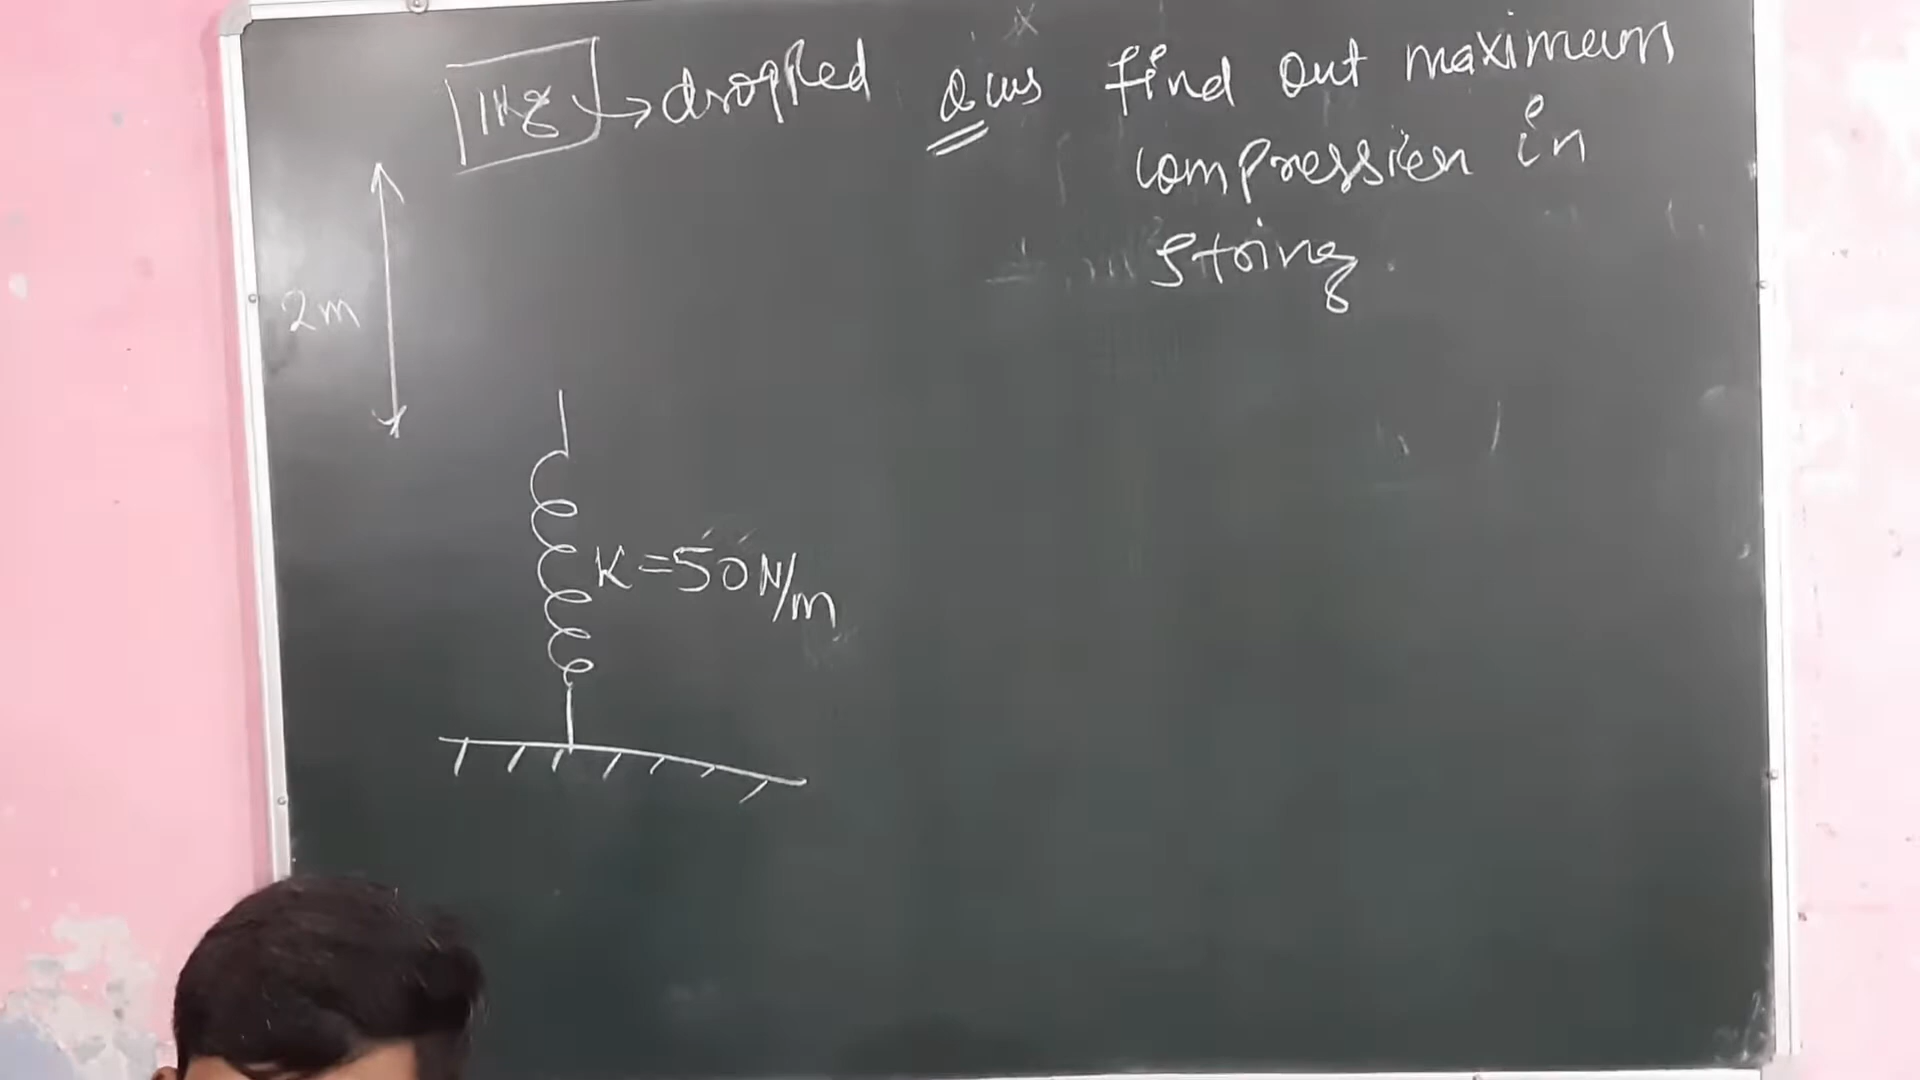 1Kg → dropped
Qus find out maximum
compression in
string.
2m
K=50N/m